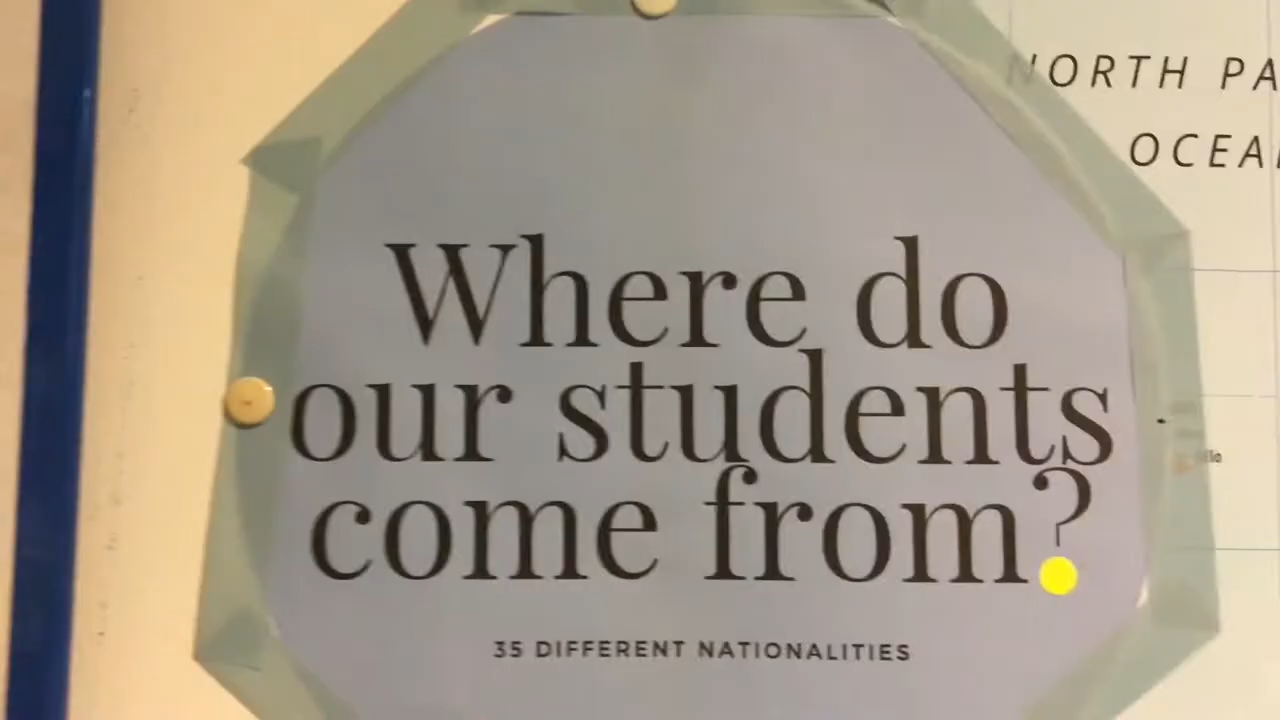 NORTH PA
OCEA
Where do
our students
come from?
35 DIFFERENT NATIONALITIES